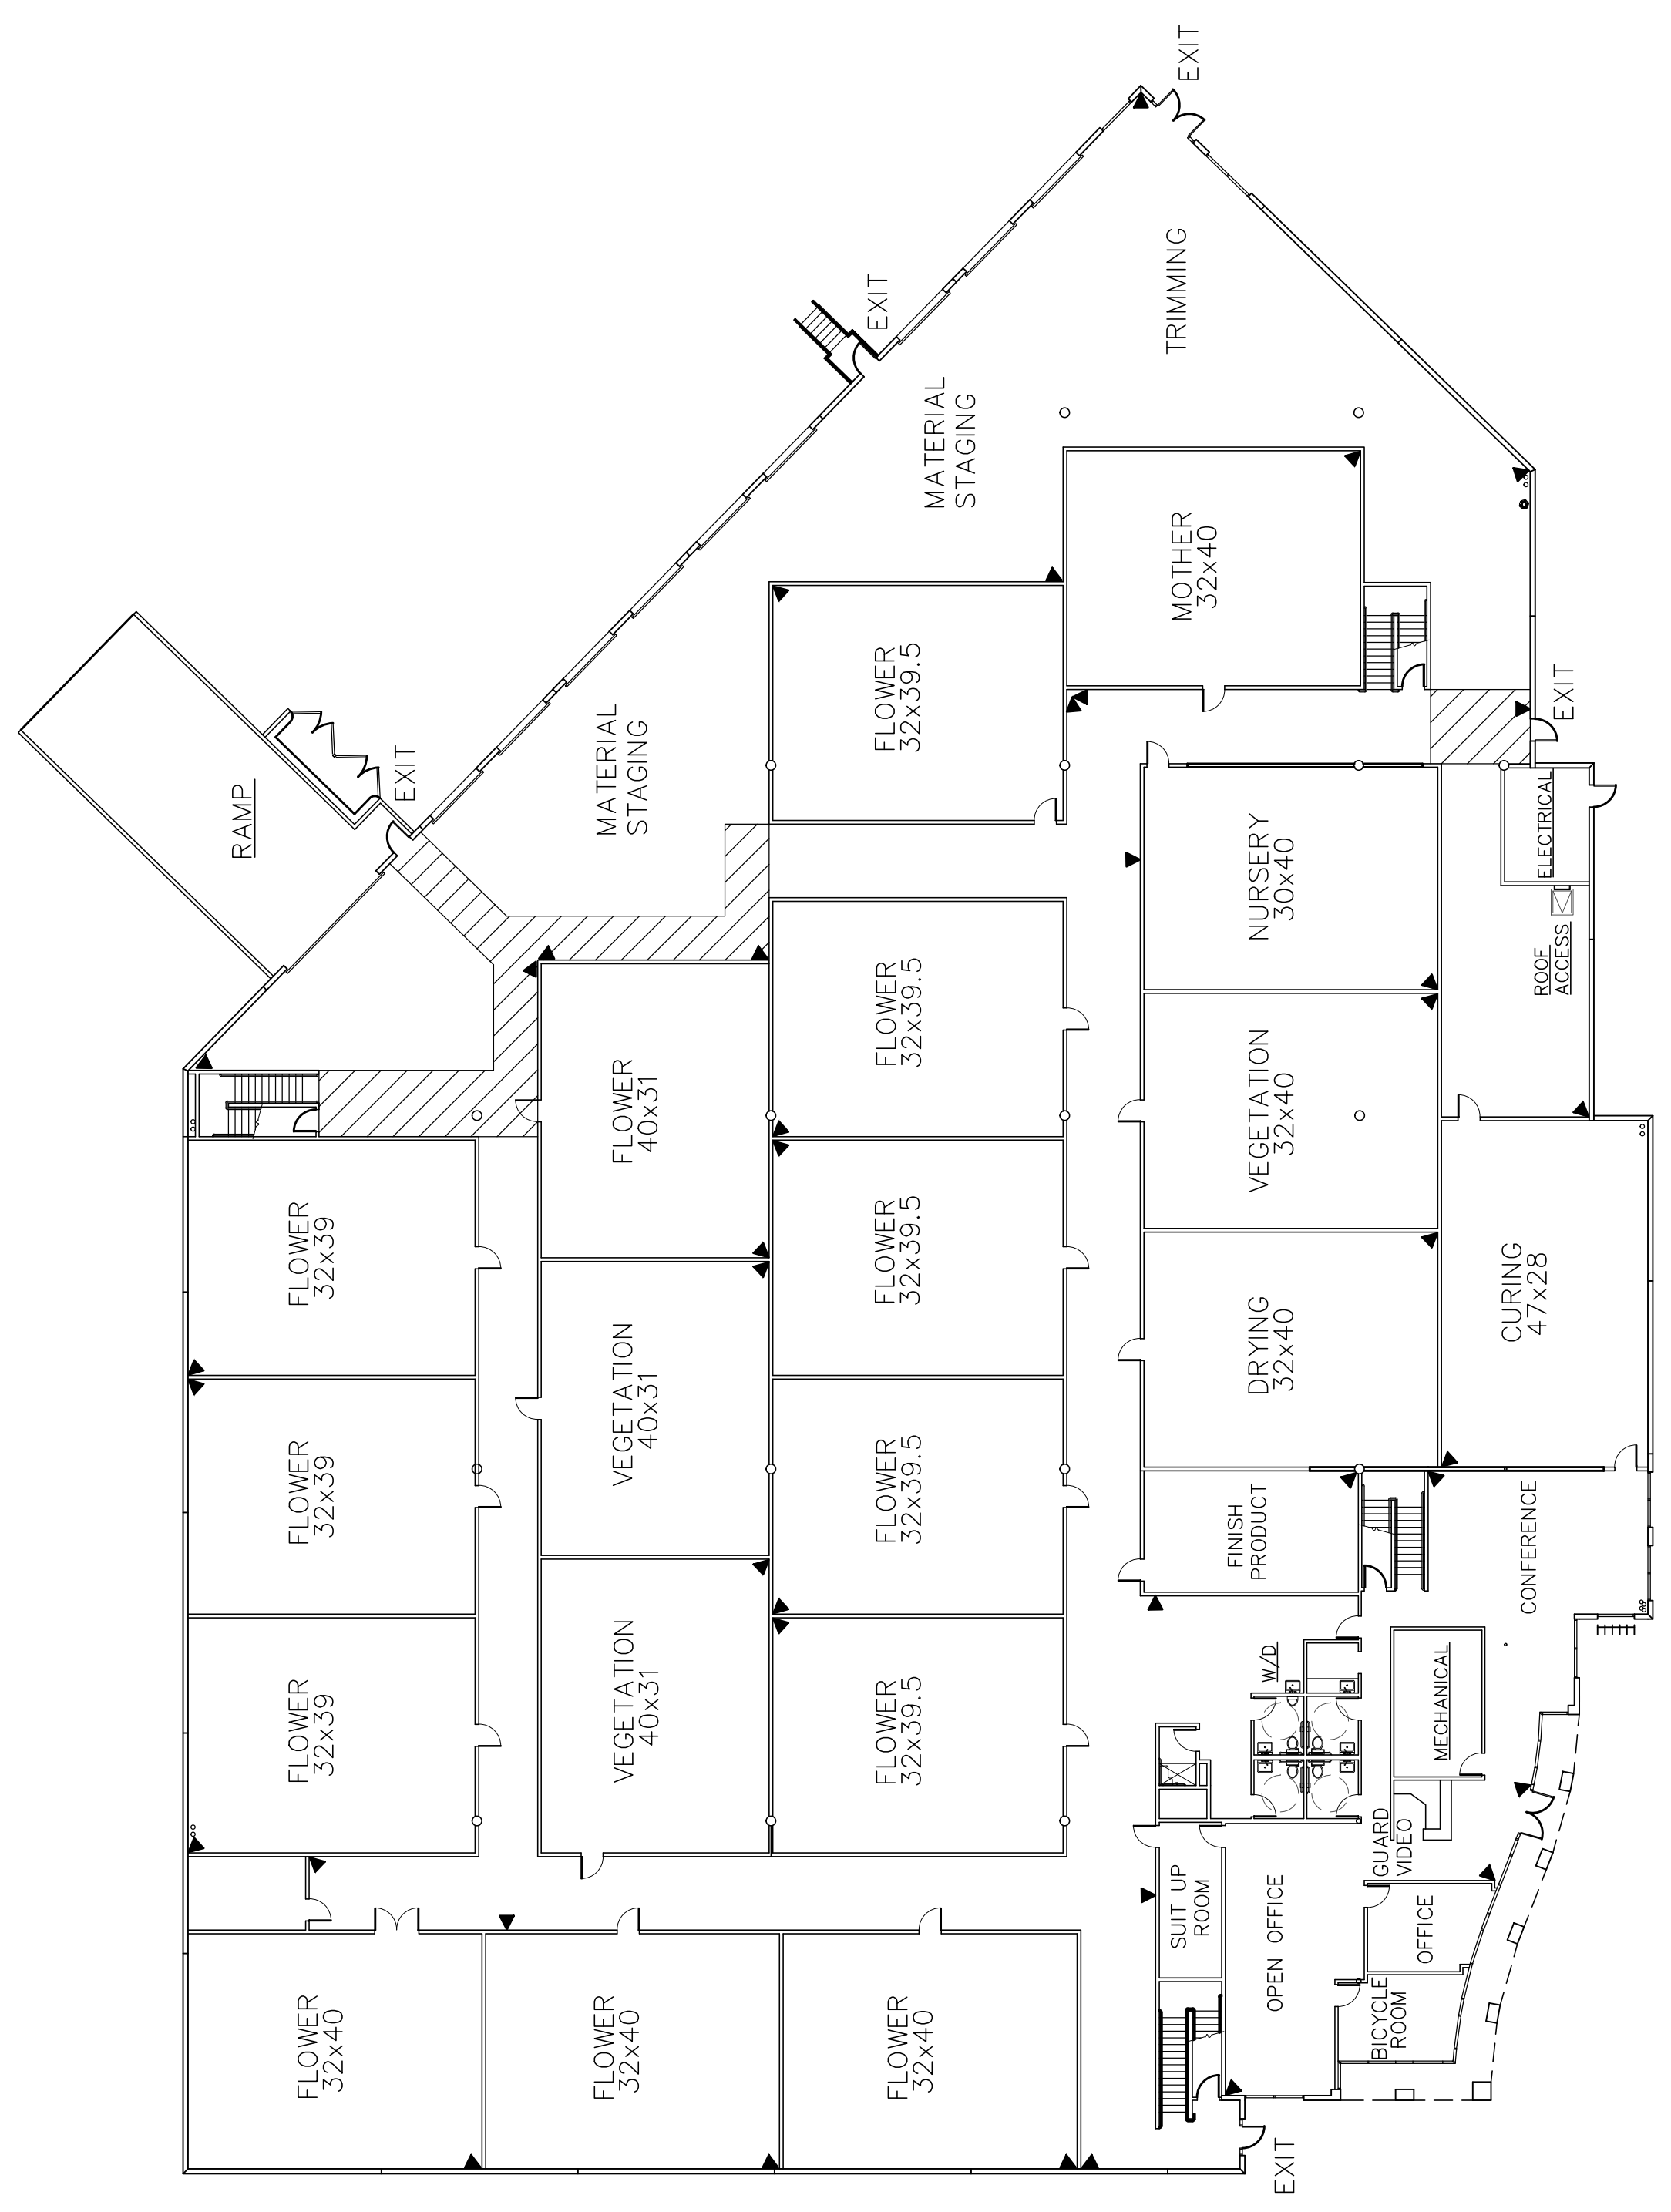 EXIT
TRIMMING
EXIT
MATERIAL
STAGING
MOTHER
32x40
EXIT
FLOWER
32x39.5
MATERIAL
STAGING
EXIT
RAMP
ELECTRICAL
NURSERY
30x40
ROOF
ACCESS
FLOWER
32x39.5
VEGETATION
32x40
FLOWER
40x31
FLOWER
32x39
FLOWER
32x39.5
CURING
47x28
DRYING
32x40
VEGETATION
40x31
FLOWER
32x39
FLOWER
32x39.5
FINISH
PRODUCT
CONFERENCE
FLOWER
32x39
VEGETATION
40x31
FLOWER
32x39.5
W/D
MECHANICAL
GUARD
VIDEO
SUIT UP
ROOM
OPEN OFFICE
OFFICE
BICYCLE
ROOM
FLOWER
32x40
FLOWER
32x40
FLOWER
32x40
EXIT